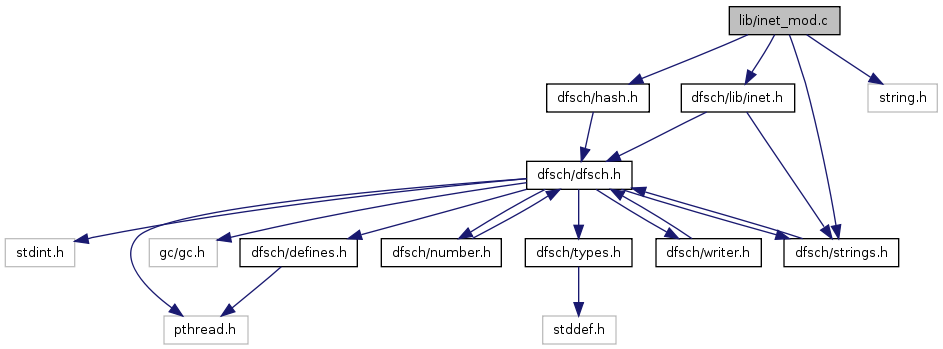 lib/inet_mod.c
dfsch/hash.h
dfsch/lib/inet.h
string.h
dfsch/dfsch.h
stdint.h
gc/gc.h
dfsch/defines.h
dfsch/number.h
dfsch/types.h
dfsch/writer.h
dfsch/strings.h
pthread.h
stddef.h